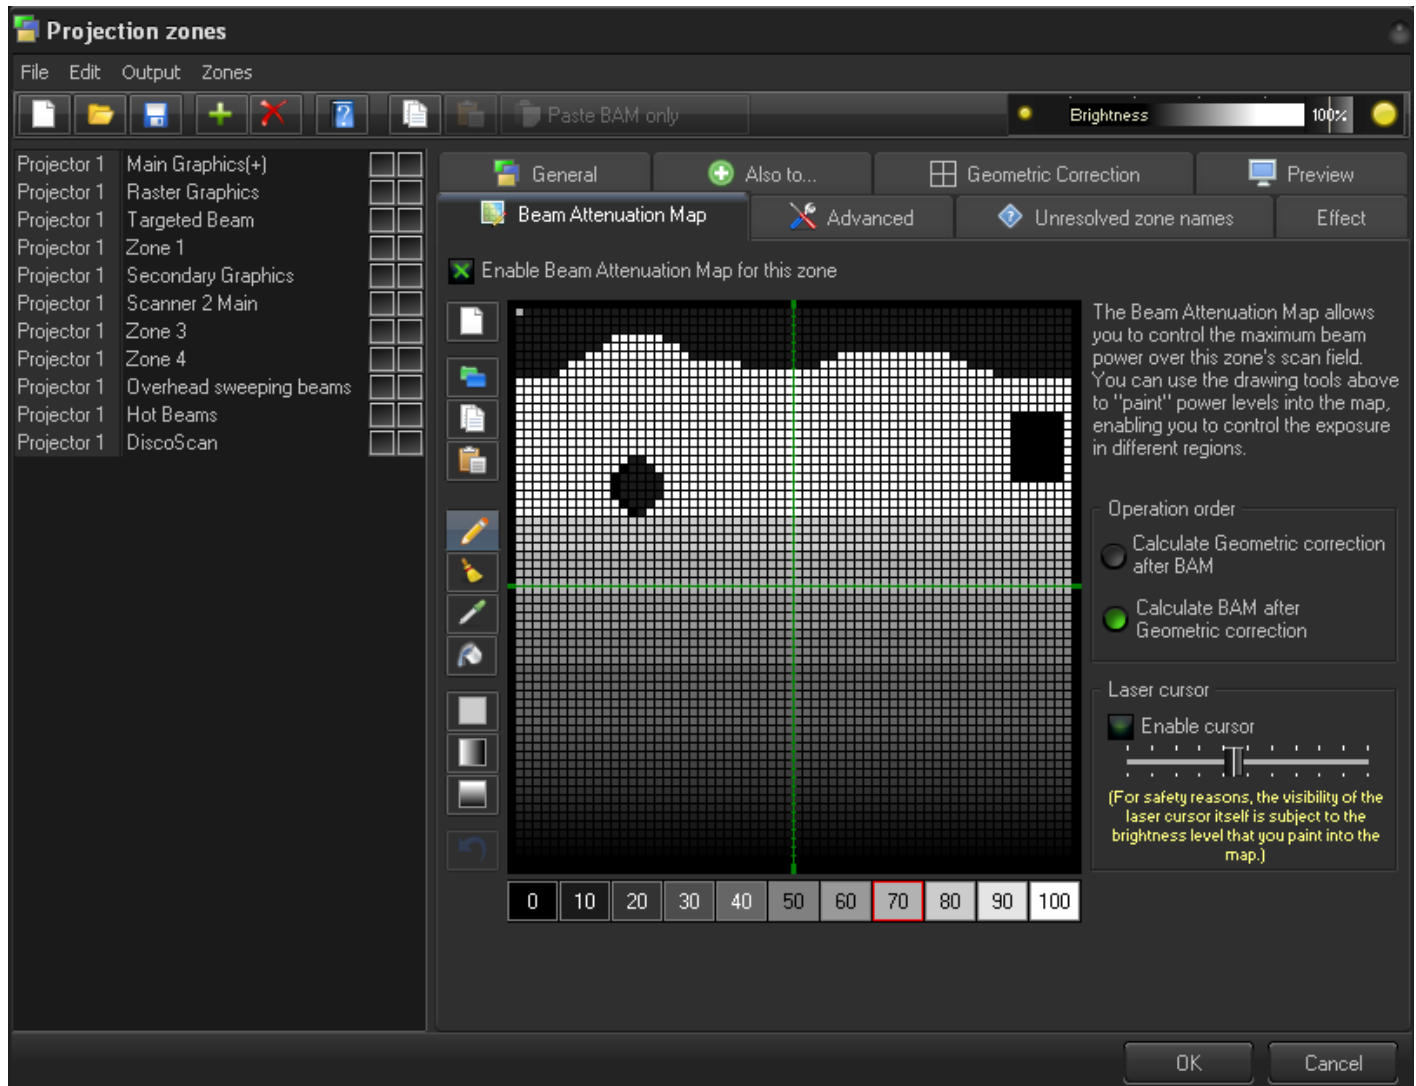 Projection zones
File Edit Output Zones
Paste BAM only
Brightness 100%
Projector 1 Main Graphics(+)
Projector 1 Raster Graphics
Projector 1 Targeted Beam
Projector 1 Zone 1
Projector 1 Secondary Graphics
Projector 1 Scanner 2 Main
Projector 1 Zone 3
Projector 1 Zone 4
Projector 1 Overhead sweeping beams
Projector 1 Hot Beams
Projector 1 DiscoScan
General Also to... Geometric Correction Preview
Beam Attenuation Map Advanced Unresolved zone names Effect
Enable Beam Attenuation Map for this zone
The Beam Attenuation Map allows
you to control the maximum beam
power over this zone's scan field.
You can use the drawing tools above
to "paint" power levels into the map,
enabling you to control the exposure
in different regions.
Operation order
Calculate Geometric correction
after BAM
Calculate BAM after
Geometric correction
Laser cursor
Enable cursor
(For safety reasons, the visibility of the
laser cursor itself is subject to the
brightness level that you paint into the
map.)
0 10 20 30 40 50 60 70 80 90 100
OK Cancel